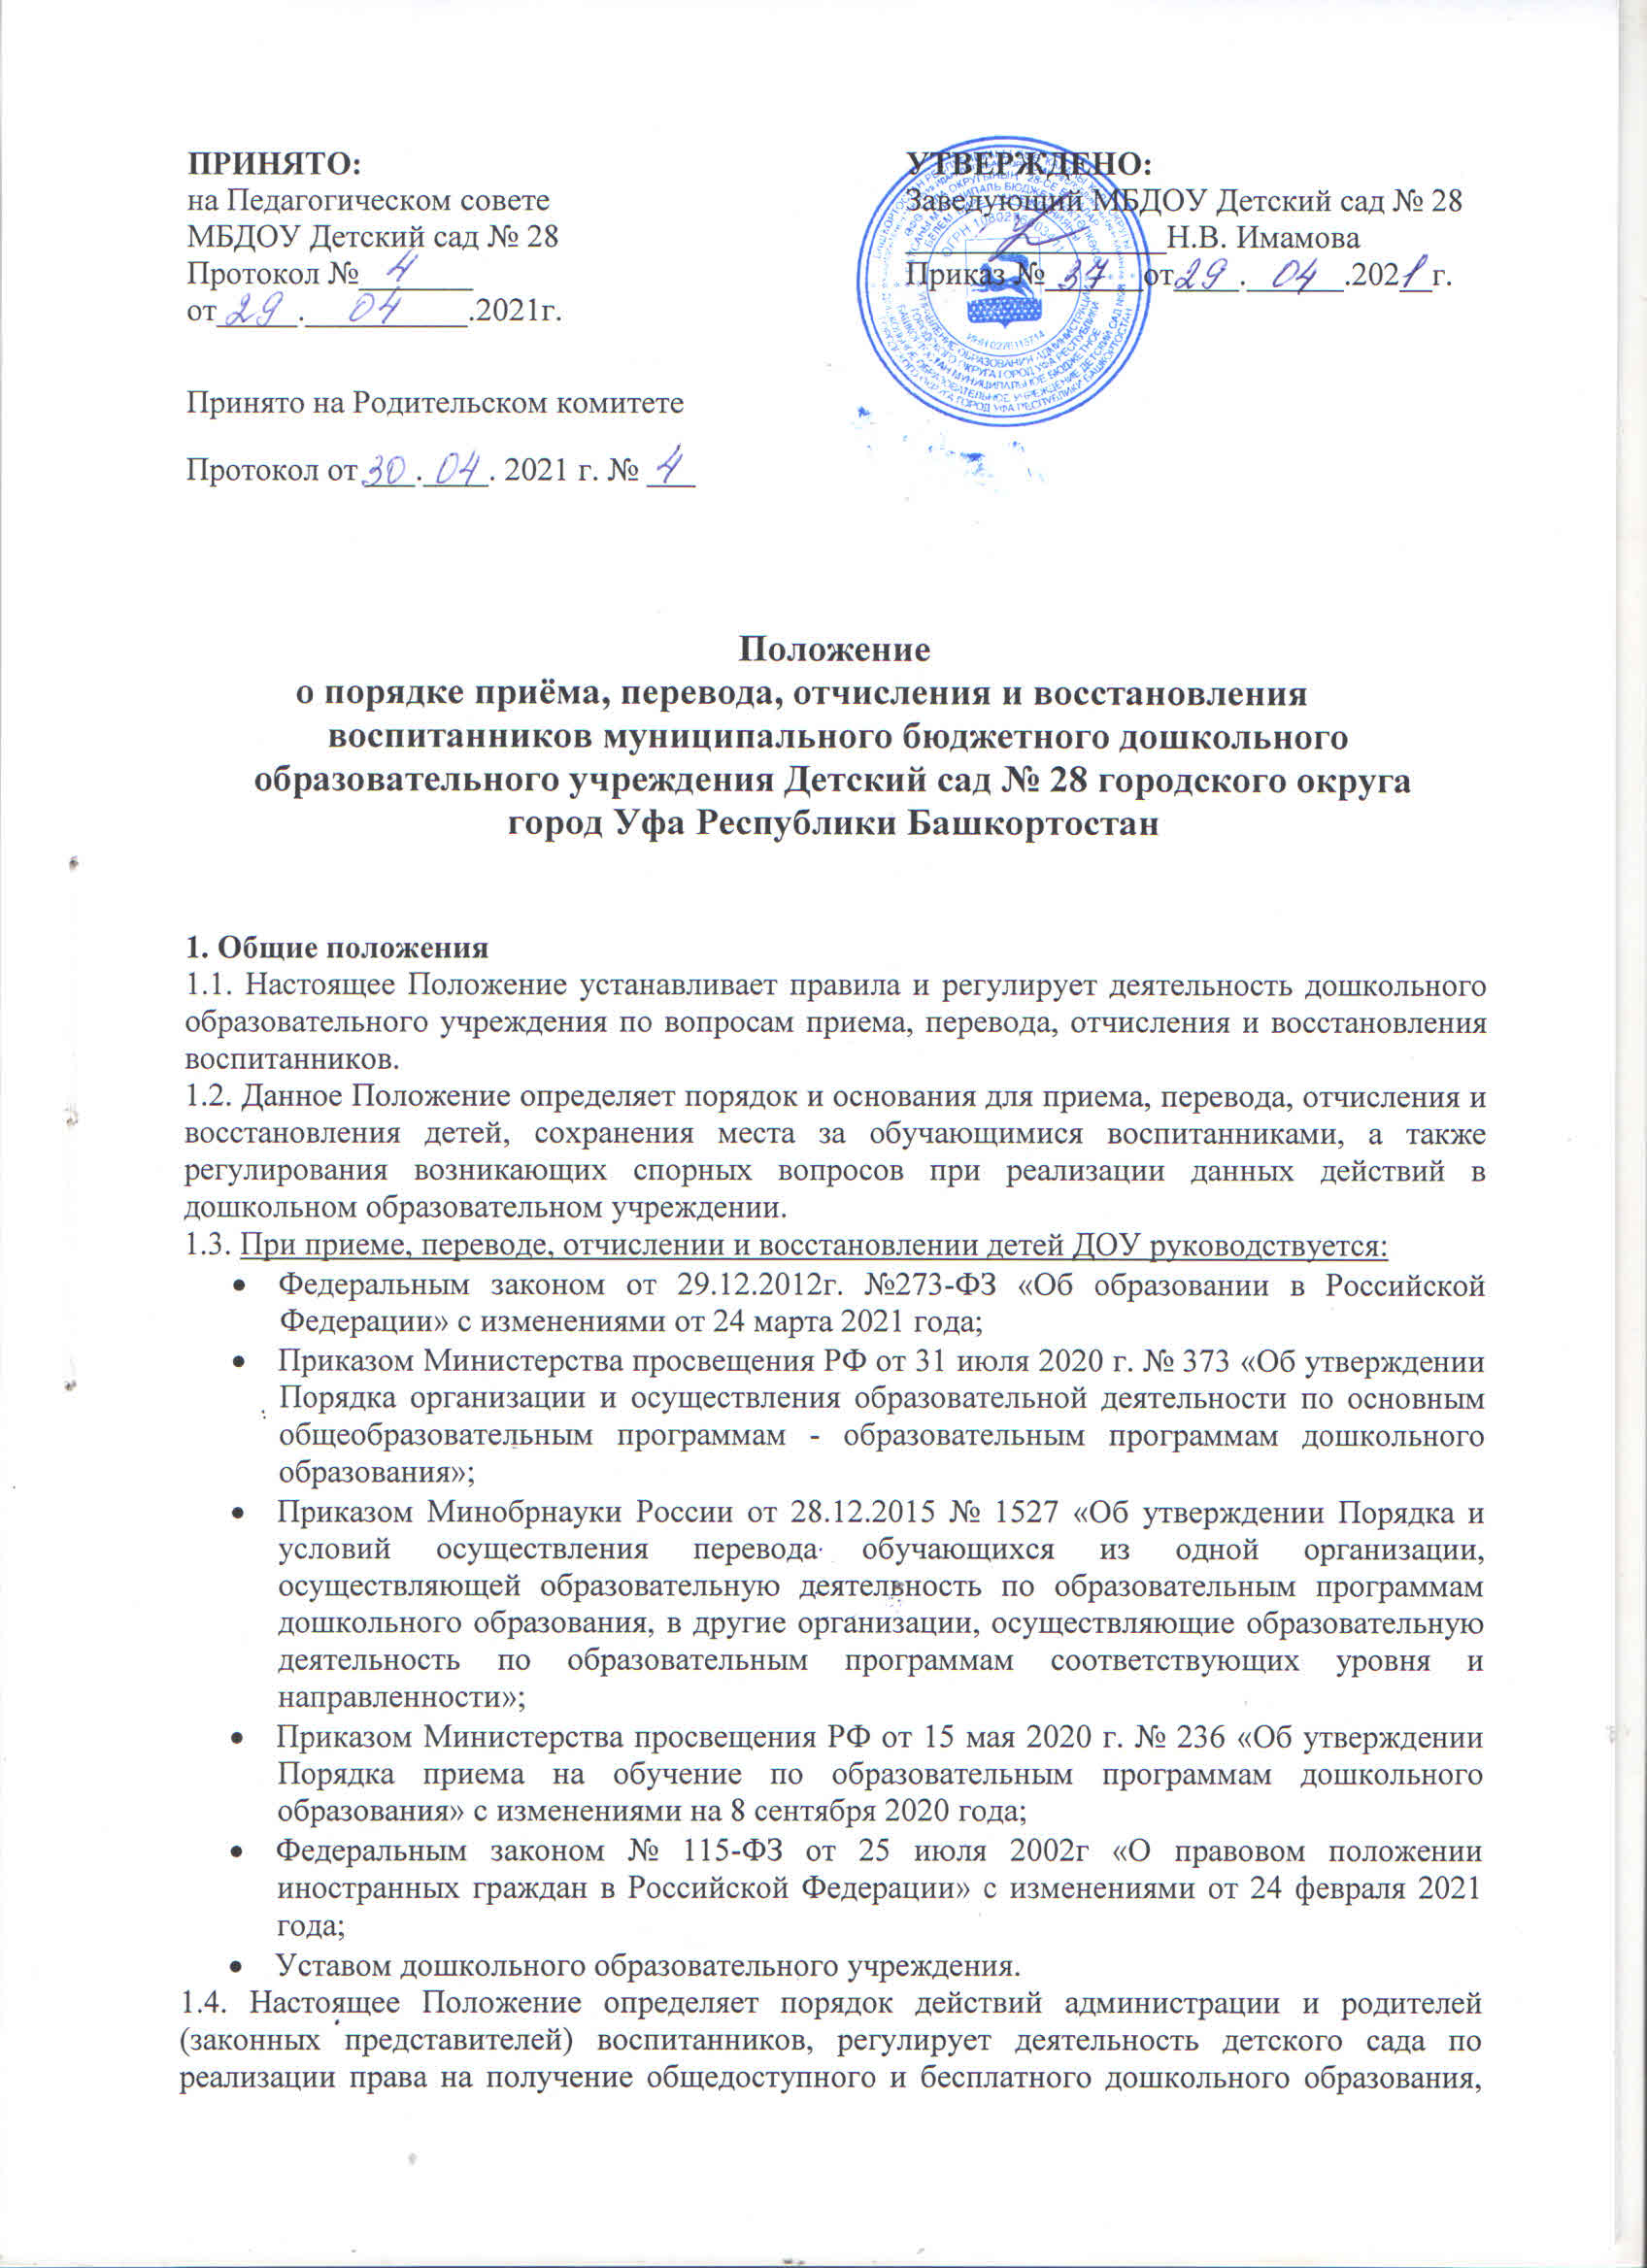 ПРИНЯТО:
на Педагогическом совете
МБДОУ Детский сад № 28
Протокол № 4
от 29.04.2021г.
Принято на Родительском комитете
Протокол от 30.04. 2021 г. № 4
УТВЕРЖДЕНО:
Заведующий МБДОУ Детский сад № 28
Н.В. Имамова
Приказ № 37 от 29.04.2021 г.
Положение
о порядке приёма, перевода, отчисления и восстановления
воспитанников муниципального бюджетного дошкольного
образовательного учреждения Детский сад № 28 городского округа
город Уфа Республики Башкортостан
1. Общие положения
1.1. Настоящее Положение устанавливает правила и регулирует деятельность дошкольного
образовательного учреждения по вопросам приема, перевода, отчисления и восстановления
воспитанников.
1.2. Данное Положение определяет порядок и основания для приема, перевода, отчисления и
восстановления детей, сохранения места за обучающимися воспитанниками, а также
регулирования возникающих спорных вопросов при реализации данных действий в
дошкольном образовательном учреждении.
1.3. При приеме, переводе, отчислении и восстановлении детей ДОУ руководствуется:
• Федеральным законом от 29.12.2012г. №273-ФЗ «Об образовании в Российской
Федерации» с изменениями от 24 марта 2021 года;
• Приказом Министерства просвещения РФ от 31 июля 2020 г. № 373 «Об утверждении
Порядка организации и осуществления образовательной деятельности по основным
общеобразовательным программам - образовательным программам дошкольного
образования»;
• Приказом Минобрнауки России от 28.12.2015 № 1527 «Об утверждении Порядка и
условий осуществления перевода обучающихся из одной организации,
осуществляющей образовательную деятельность по образовательным программам
дошкольного образования, в другие организации, осуществляющие образовательную
деятельность по образовательным программам соответствующих уровня и
направленности»;
• Приказом Министерства просвещения РФ от 15 мая 2020 г. № 236 «Об утверждении
Порядка приема на обучение по образовательным программам дошкольного
образования» с изменениями на 8 сентября 2020 года;
• Федеральным законом № 115-ФЗ от 25 июля 2002г «О правовом положении
иностранных граждан в Российской Федерации» с изменениями от 24 февраля 2021
года;
• Уставом дошкольного образовательного учреждения.
1.4. Настоящее Положение определяет порядок действий администрации и родителей
(законных представителей) воспитанников, регулирует деятельность детского сада по
реализации права на получение общедоступного и бесплатного дошкольного образования,